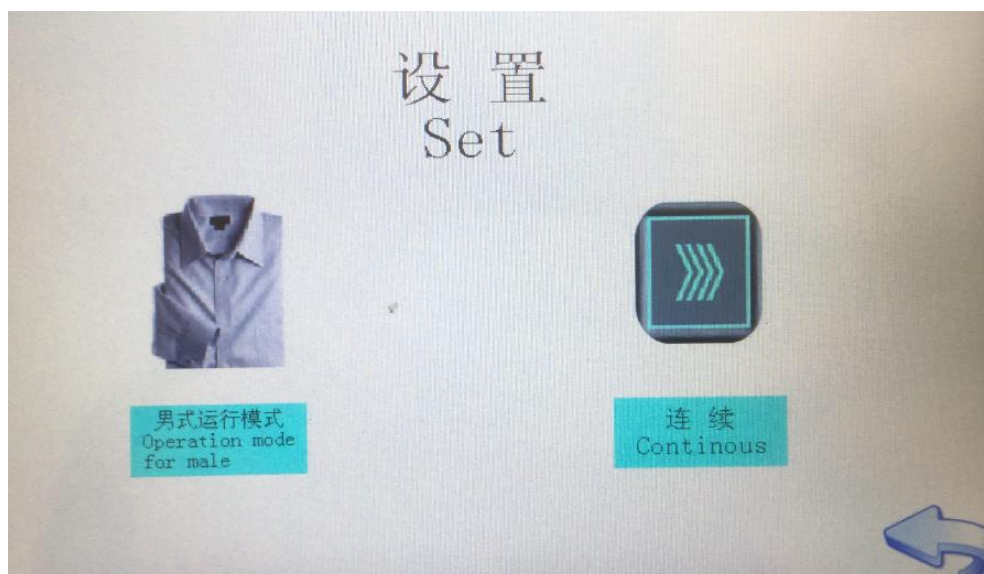 设 置
Set
男式运行模式
Operation mode
for male
连 续
Continous